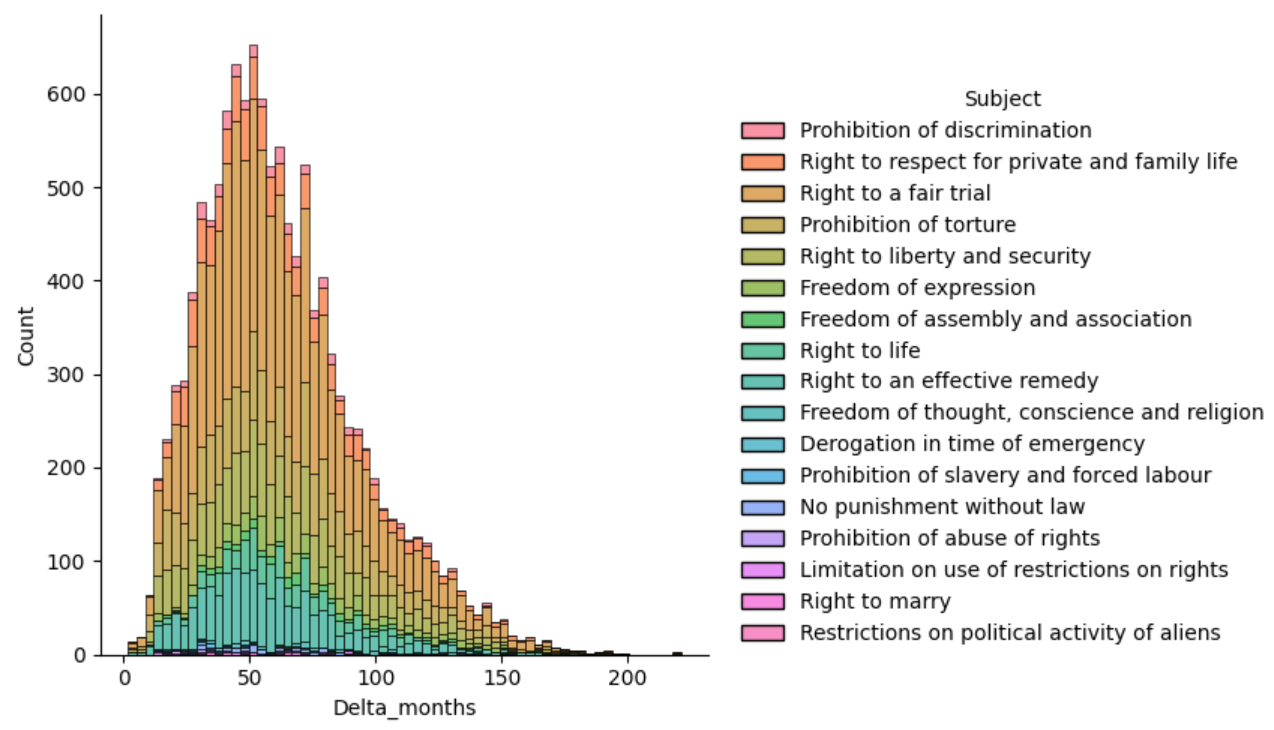 Subject
Prohibition of discrimination
Right to respect for private and family life
Right to a fair trial
Prohibition of torture
Right to liberty and security
Freedom of expression
Freedom of assembly and association
Right to life
Right to an effective remedy
Freedom of thought, conscience and religion
Derogation in time of emergency
Prohibition of slavery and forced labour
No punishment without law
Prohibition of abuse of rights
Limitation on use of restrictions on rights
Right to marry
Restrictions on political activity of aliens
Count
600
500
400
300
200
100
0
0 50 100 150 200
Delta_months